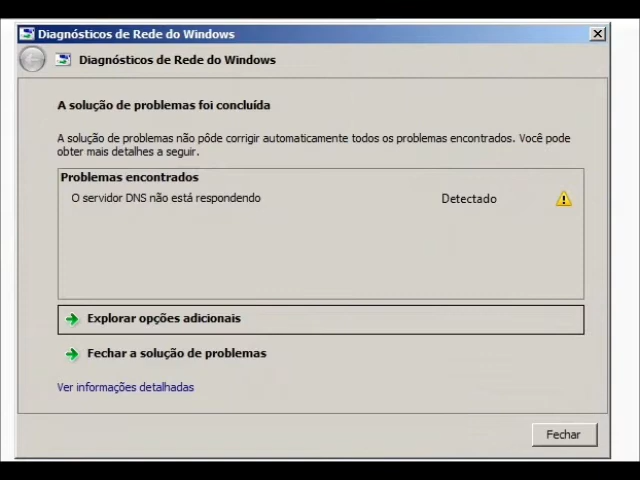 Diagnósticos de Rede do Windows
Diagnósticos de Rede do Windows
A solução de problemas foi concluída
A solução de problemas não pôde corrigir automaticamente todos os problemas encontrados. Você pode
obter mais detalhes a seguir.
Problemas encontrados
O servidor DNS não está respondendo Detectado
Explorar opções adicionais
Fechar a solução de problemas
Ver informações detalhadas
Fechar